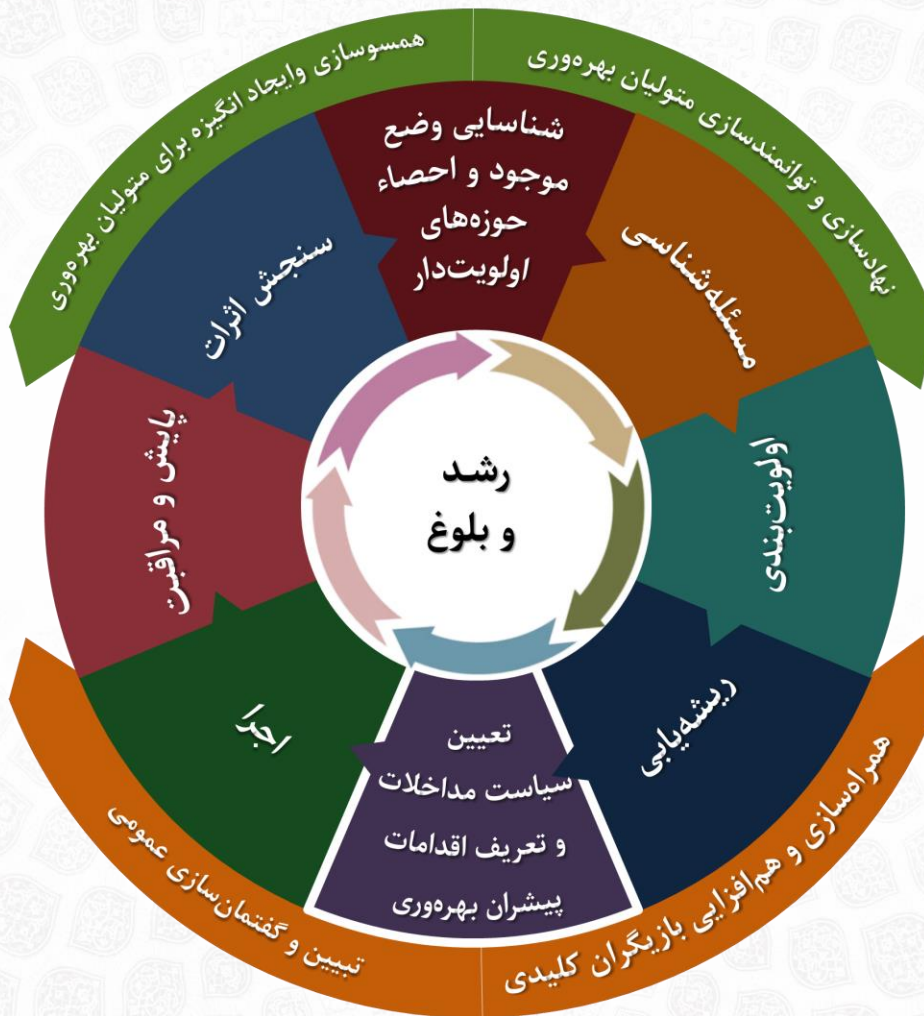 نهادسازی و توانمندسازی متولیان بهره‌وری
همسوسازی وایجاد انگیزه برای متولیان بهره‌وری
شناسایی وضع
موجود و احصاء
حوزه‌های
اولویت‌دار
مسئله‌شناسی
اولویت‌بندی
ریشه‌یابی
تعیین
سیاست مداخلات
و تعریف اقدامات
پیشران بهره‌وری
اجرا
پایش و مراقبت
سنجش اثرات
رشد
و بلوغ
همراه‌سازی و هم‌افزایی بازیگران کلیدی
تبیین و گفتمان‌سازی عمومی